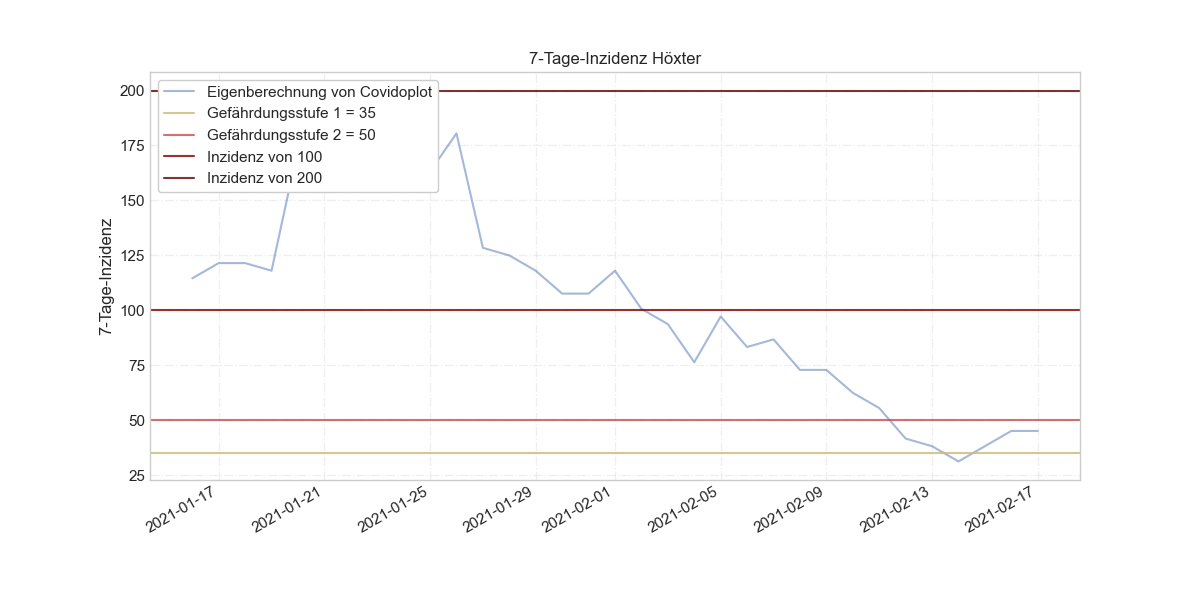 7-Tage-Inzidenz Höxter
Eigenberechnung von Covidoplot
Gefährdungsstufe 1 = 35
Gefährdungsstufe 2 = 50
Inzidenz von 100
Inzidenz von 200
7-Tage-Inzidenz
200
175
150
125
100
75
50
25
2021-01-17
2021-01-21
2021-01-25
2021-01-29
2021-02-01
2021-02-05
2021-02-09
2021-02-13
2021-02-17